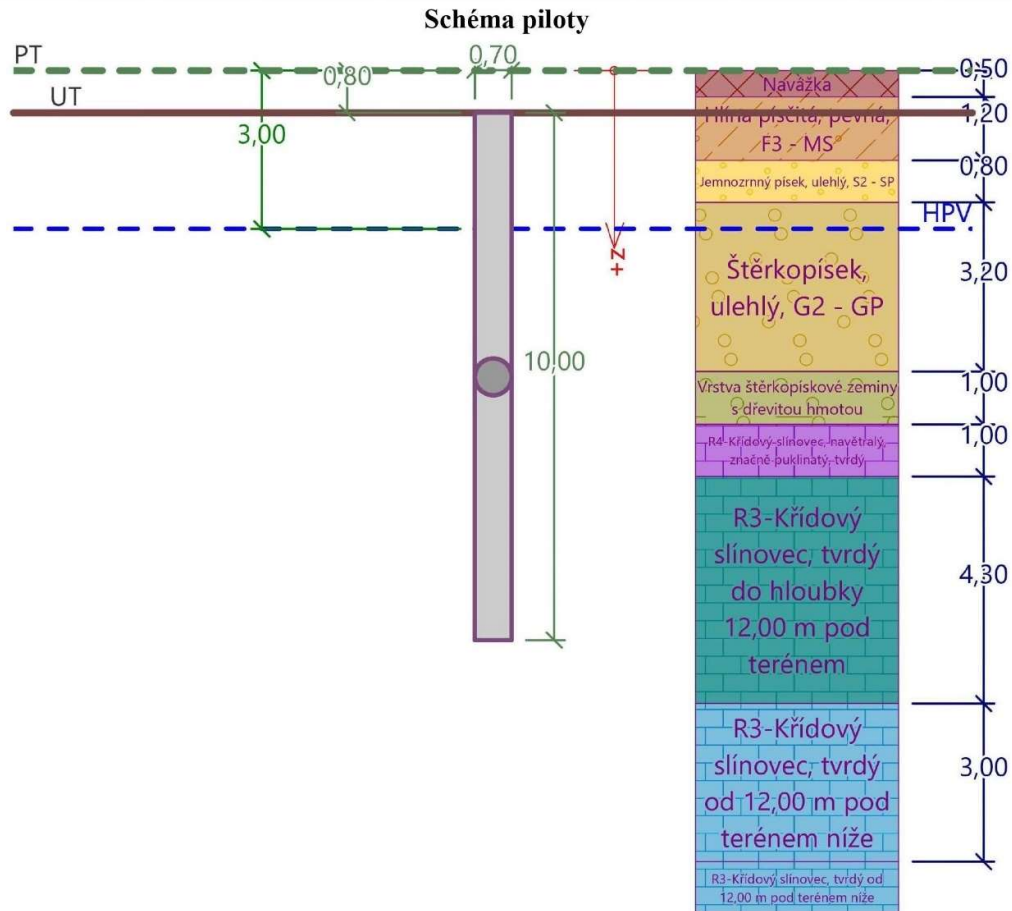 Schéma piloty
PT
0,80
0,70
0,50
Navážka
UT
1,20
Hlína písčitá, pevná,
F3 - MS
3,00
0,80
Jemnozrnný písek, ulehlý, S2 - SP
HPV
+z
3,20
Štěrkopísek,
ulehlý, G2 - GP
10,00
1,00
Vrstva štěrkopískové zeminy
s dřevitou hmotou
1,00
R4-Křídový slínovec, navětralý,
značně puklinatý, tvrdý
R3-Křídový
slínovec, tvrdý
do hloubky
12,00 m pod
terénem
4,30
R3-Křídový
slínovec, tvrdý
od 12,00 m pod
terénem níže
3,00
R3-Křídový slínovec, tvrdý od
12,00 m pod terénem níže